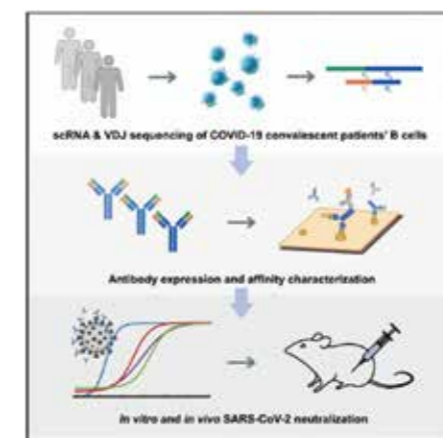 scRNA & VDJ sequencing of COVID-19 convalescent patients' B cells
Antibody expression and affinity characterization
In vitro and in vivo SARS-CoV-2 neutralization